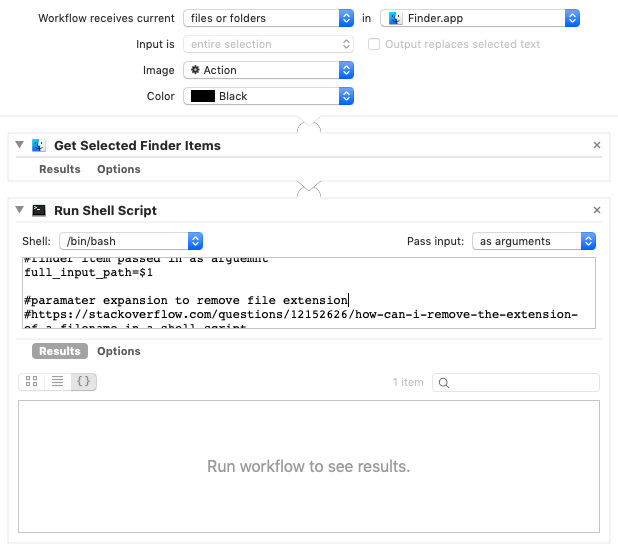 Workflow receives current files or folders in Finder.app
Input is entire selection Output replaces selected text
Image Action
Color Black
Get Selected Finder Items
Results Options
Run Shell Script
Shell: /bin/bash Pass input: as arguments
#finder item passed in as arguemnt
full_input_path=$1
#paramater expansion to remove file extension
#https://stackoverflow.com/questions/12152626/how-can-i-remove-the-extension-
of-a-filename-in-a-shell-script
Results Options
1 item
Run workflow to see results.